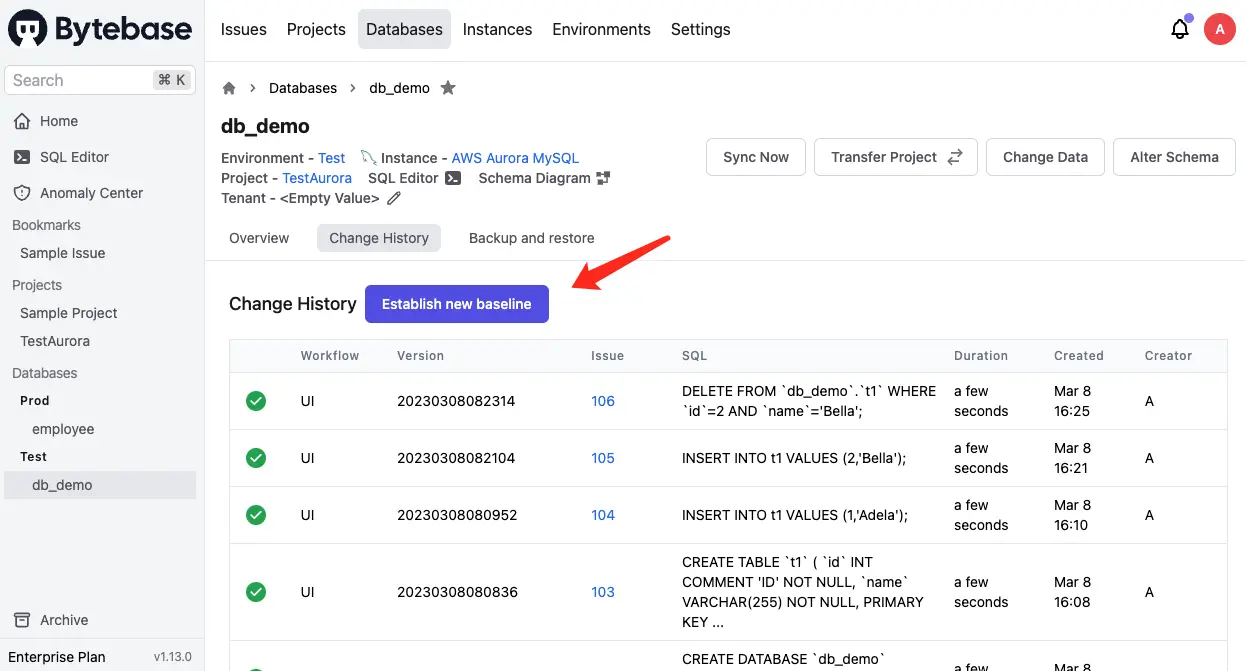 Bytebase
Issues Projects Databases Instances Environments Settings
A
Search ⌘ K
Home
SQL Editor
Anomaly Center
Bookmarks
Sample Issue
Projects
Sample Project
TestAurora
Databases
Prod
employee
Test
db_demo
Archive
Enterprise Plan v1.13.0
Databases > db_demo
db_demo
Environment - Test Instance - AWS Aurora MySQL
Project - TestAurora SQL Editor Schema Diagram
Tenant - <Empty Value>
Sync Now Transfer Project Change Data Alter Schema
Overview Change History Backup and restore
Change History Establish new baseline
Workflow Version Issue SQL Duration Created Creator
UI 20230308082314 106 DELETE FROM `db_demo`.`t1` WHERE
`id`=2 AND `name`='Bella'; a few
seconds Mar 8
16:25 A
UI 20230308082104 105 INSERT INTO t1 VALUES (2,'Bella'); a few
seconds Mar 8
16:21 A
UI 20230308080952 104 INSERT INTO t1 VALUES (1,'Adela'); a few
seconds Mar 8
16:10 A
UI 20230308080836 103 CREATE TABLE `t1` ( `id` INT
COMMENT 'ID' NOT NULL, `name`
VARCHAR(255) NOT NULL, PRIMARY
KEY ... a few
seconds Mar 8
16:08 A
CREATE DATABASE `db_demo`
a few Mar 8